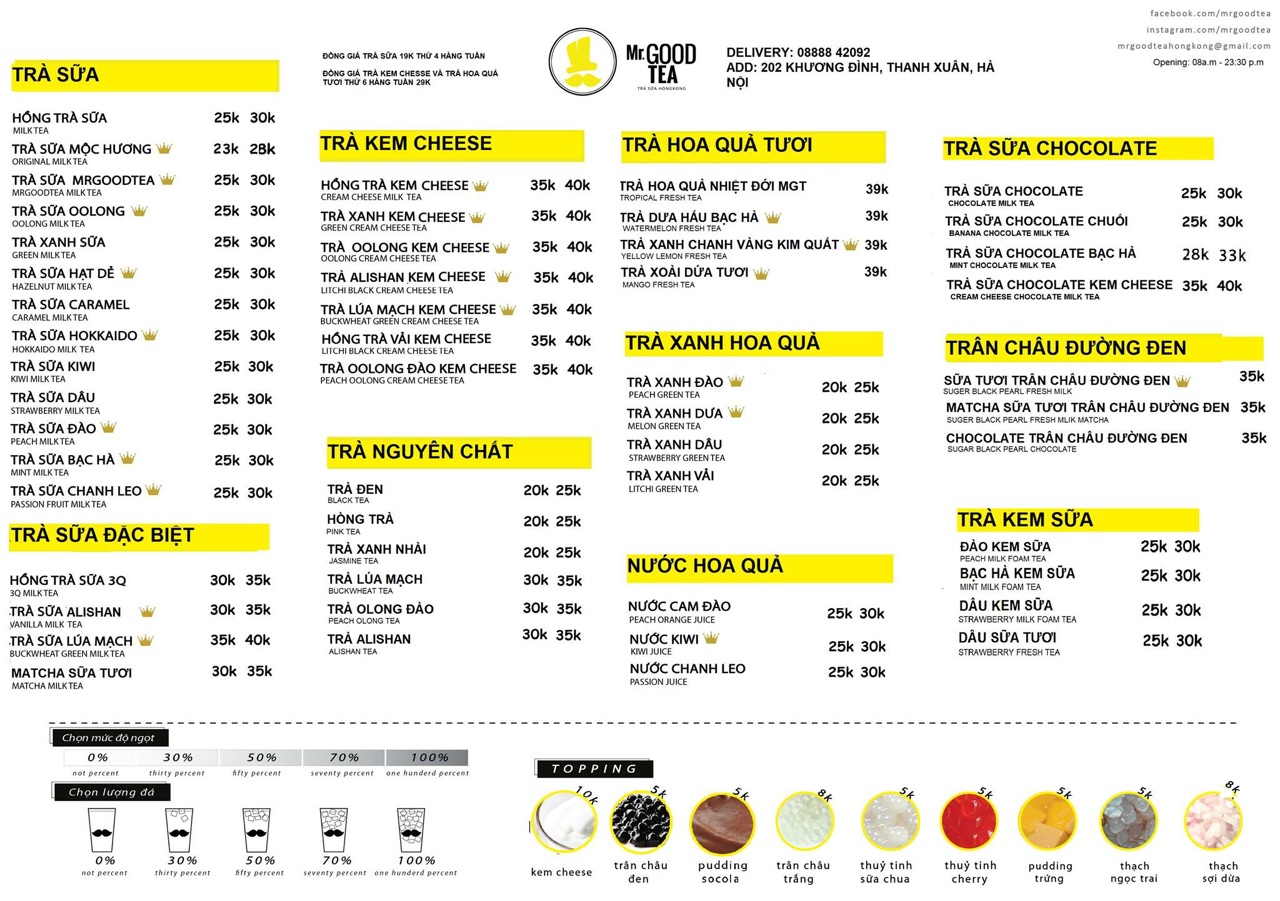 facebook.com/mrgoodtea
instagram.com/mrgoodtea
mrgoodteahongkong@gmail.com
Opening: 08a.m - 23:30 p.m
ĐỒNG GIÁ TRÀ SỮA 19K THỨ 4 HÀNG TUẦN
ĐỒNG GIÁ TRÀ KEM CHESSE VÀ TRÀ HOA QUẢ
TƯƠI THỨ 6 HÀNG TUẦN 29K
Mr.GOOD
TEA
TRÀ SỮA HONGKONG
DELIVERY: 08888 42092
ADD: 202 KHƯƠNG ĐÌNH, THANH XUÂN, HÀ
NỘI
TRÀ SỮA
HỒNG TRÀ SỮA 25k 30k
MILK TEA
TRÀ SỮA MỘC HƯƠNG 23k 28k
ORIGINAL MILK TEA
TRÀ SỮA MRGOODTEA 25k 30k
MRGOODTEA MILK TEA
TRÀ SỮA OOLONG 25k 30k
OOLONG MILK TEA
TRÀ XANH SỮA 25k 30k
GREEN MILK TEA
TRÀ SỮA HẠT DẺ 25k 30k
HAZELNUT MILK TEA
TRÀ SỮA CARAMEL 25k 30k
CARAMEL MILK TEA
TRÀ SỮA HOKKAIDO 25k 30k
HOKKAIDO MILK TEA
TRÀ SỮA KIWI 25k 30k
KIWI MILK TEA
TRÀ SỮA DÂU 25k 30k
STRAWBERRY MILK TEA
TRÀ SỮA ĐÀO 25k 30k
PEACH MILK TEA
TRÀ SỮA BẠC HÀ 25k 30k
MINT MILK TEA
TRÀ SỮA CHANH LEO 25k 30k
PASSION FRUIT MILK TEA
TRÀ SỮA ĐẶC BIỆT
HỒNG TRÀ SỮA 3Q 30k 35k
3Q MILK TEA
TRÀ SỮA ALISHAN 30k 35k
VANILLA MILK TEA
TRÀ SỮA LÚA MẠCH 35k 40k
BUCKWHEAT GREEN MILK TEA
MATCHA SỮA TƯƠI 30k 35k
MATCHA MILK TEA
TRÀ KEM CHEESE
HỒNG TRÀ KEM CHEESE 35k 40k
CREAM CHEESE MILK TEA
TRÀ XANH KEM CHEESE 35k 40k
GREEN CREAM CHEESE TEA
TRÀ OOLONG KEM CHEESE 35k 40k
OOLONG CREAM CHEESE TEA
TRÀ ALISHAN KEM CHEESE 35k 40k
LITCHI BLACK CREAM CHEESE TEA
TRÀ LÚA MẠCH KEM CHEESE 35k 40k
BUCKWHEAT GREEN CREAM CHEESE TEA
HỒNG TRÀ VẢI KEM CHEESE 35k 40k
LITCHI BLACK CREAM CHEESE TEA
TRÀ OOLONG ĐÀO KEM CHEESE 35k 40k
PEACH OOLONG CREAM CHEESE TEA
TRÀ NGUYÊN CHẤT
TRÀ ĐEN 20k 25k
BLACK TEA
HÒNG TRÀ 20k 25k
PINK TEA
TRÀ XANH NHÀI 20k 25k
JASMINE TEA
TRÀ LÚA MẠCH 30k 35k
BUCKWHEAT TEA
TRÀ OLONG ĐÀO 30k 35k
PEACH OLONG TEA
TRÀ ALISHAN 30k 35k
ALISHAN TEA
TRÀ HOA QUẢ TƯƠI
TRÀ HOA QUẢ NHIỆT ĐỚI MGT 39k
TROPICAL FRESH TEA
TRÀ DƯA HẤU BẠC HÀ 39k
WATERMELON FRESH TEA
TRÀ XANH CHANH VÀNG KIM QUẤT 39k
YELLOW LEMON FRESH TEA
TRÀ XOÀI DỨA TƯƠI 39k
MANGO FRESH TEA
TRÀ XANH HOA QUẢ
TRÀ XANH ĐÀO 20k 25k
PEACH GREEN TEA
TRÀ XANH DƯA 20k 25k
MELON GREEN TEA
TRÀ XANH DÂU 20k 25k
STRAWBERRY GREEN TEA
TRÀ XANH VẢI 20k 25k
LITCHI GREEN TEA
NƯỚC HOA QUẢ
NƯỚC CAM ĐÀO 25k 30k
PEACH ORANGE JUICE
NƯỚC KIWI 25k 30k
KIWI JUICE
NƯỚC CHANH LEO 25k 30k
PASSION JUICE
TRÀ SỮA CHOCOLATE
TRÀ SỮA CHOCOLATE 25k 30k
CHOCOLATE MILK TEA
TRÀ SỮA CHOCOLATE CHUỐI 25k 30k
BANANA CHOCOLATE MILK TEA
TRÀ SỮA CHOCOLATE BẠC HÀ 28k 33k
MINT CHOCOLATE MILK TEA
TRÀ SỮA CHOCOLATE KEM CHEESE 35k 40k
CREAM CHEESE CHOCOLATE MILK TEA
TRÂN CHÂU ĐƯỜNG ĐEN
SỮA TƯƠI TRÂN CHÂU ĐƯỜNG ĐEN 35k
SUGER BLACK PEARL FRESH MILK
MATCHA SỮA TƯƠI TRÂN CHÂU ĐƯỜNG ĐEN 35k
SUGER BLACK PEARL FRESH MLIK MATCHA
CHOCOLATE TRÂN CHÂU ĐƯỜNG ĐEN 35k
SUGAR BLACK PEARL CHOCOLATE
TRÀ KEM SỮA
ĐÀO KEM SỮA 25k 30k
PEACH MILK FOAM TEA
BẠC HÀ KEM SỮA 25k 30k
MINT MILK FOAM TEA
DÂU KEM SỮA 25k 30k
STRAWBERRY MILK FOAM TEA
DÂU SỮA TƯƠI 25k 30k
STRAWBERRY FRESH TEA
Chọn mức độ ngọt
0% 30% 50% 70% 100%
not percent thirty percent fifty percent seventy percent one hunderd percent
Chọn lượng đá
0% 30% 50% 70% 100%
not percent thirty percent fifty percent seventy percent one hunderd percent
TOPPING
10k 5k 5k 8k 5k 5k 5k 5k 8k
kem cheese trân châu pudding trân châu thuỷ tinh thuỷ tinh pudding thạch thạch
đen socola trắng sữa chua cherry trứng ngọc trai sợi dừa